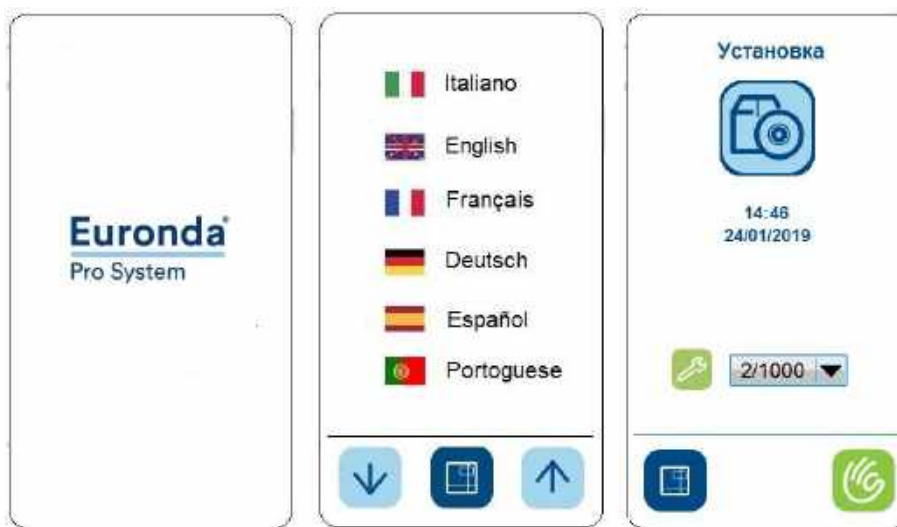 Euronda
Pro System
Italiano
English
Français
Deutsch
Español
Portoguese
Установка
14:46
24/01/2019
2/1000